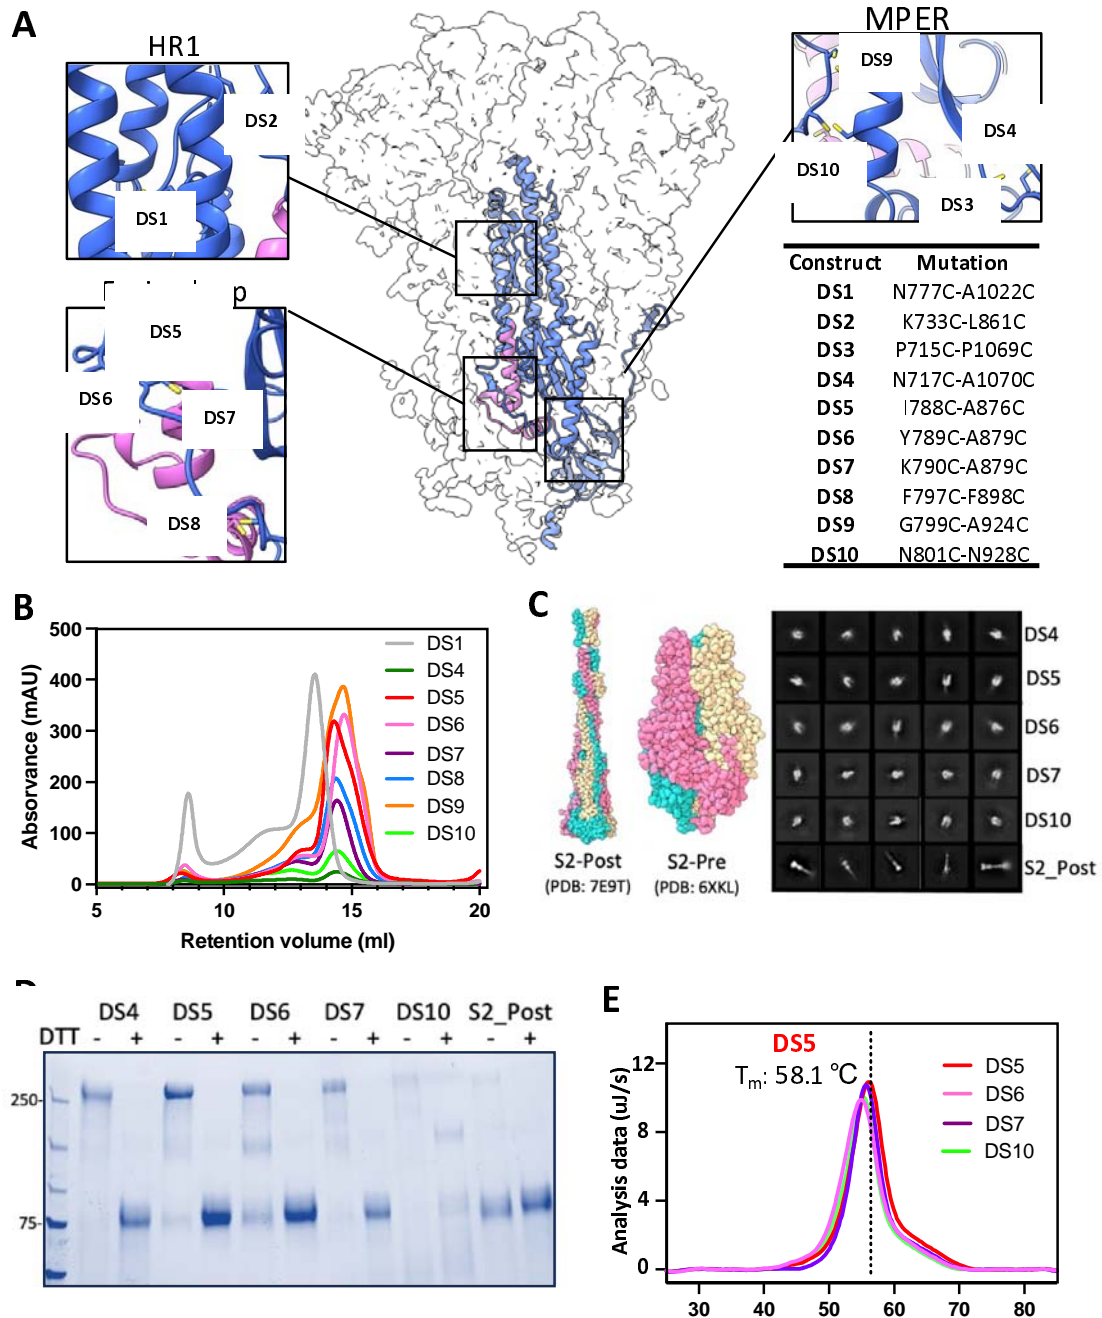 A
HR1
DS2
DS1
p
DS5
DS6
DS7
DS8
MPER
DS9
DS4
DS10
DS3
Construct Mutation
DS1 N777C-A1022C
DS2 K733C-L861C
DS3 P715C-P1069C
DS4 N717C-A1070C
DS5 I788C-A876C
DS6 Y789C-A879C
DS7 K790C-A879C
DS8 F797C-F898C
DS9 G799C-A924C
DS10 N801C-N928C
B
Absorvance (mAU)
500
400
300
200
100
0
5 10 15 20
Retention volume (ml)
DS1
DS4
DS5
DS6
DS7
DS8
DS9
DS10
C
S2-Post
(PDB: 7E9T)
S2-Pre
(PDB: 6XKL)
DS4
DS5
DS6
DS7
DS10
S2_Post
DS4 DS5 DS6 DS7 DS10 S2_Post
DTT - + - + - + - + - + - +
250-
75-
E
DS5
Tm: 58.1 ℃
Analysis data (uJ/s)
12
8
4
0
30 40 50 60 70 80
DS5
DS6
DS7
DS10